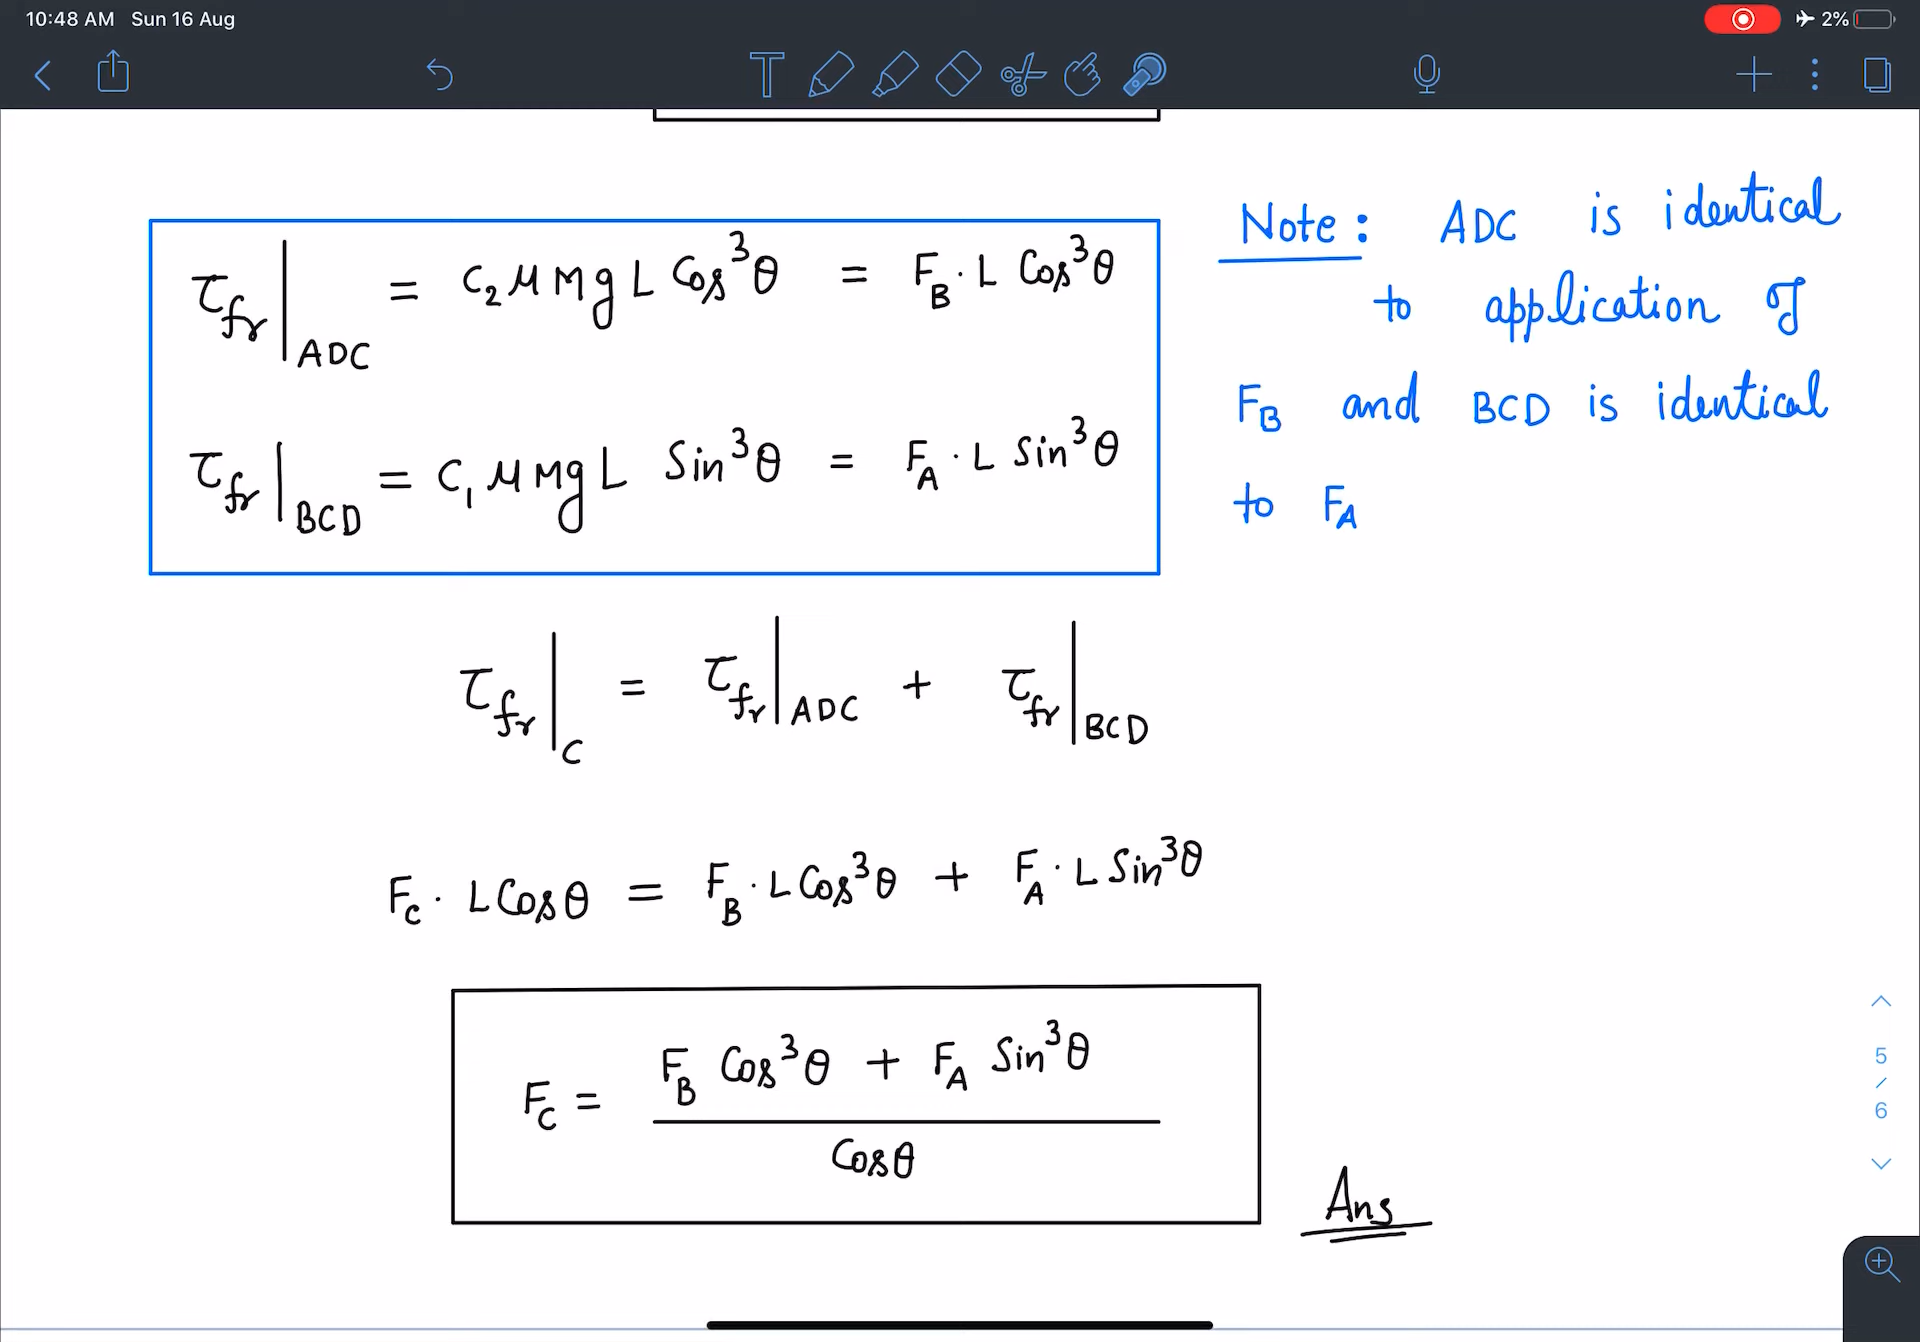 10:48 AM Sun 16 Aug
2%
τfr|ADC = C₂ μ M g L Cos³θ = F_B · L Cos³θ
τfr|BCD = C₁ μ M g L Sin³θ = F_A · L Sin³θ
Note : ADC is identical
to application of
F_B and BCD is identical
to F_A
τfr|C = τfr|ADC + τfr|BCD
F_C · L Cosθ = F_B · L Cos³θ + F_A · L Sin³θ
F_C = (F_B Cos³θ + F_A Sin³θ) / Cosθ
Ans
5
/
6